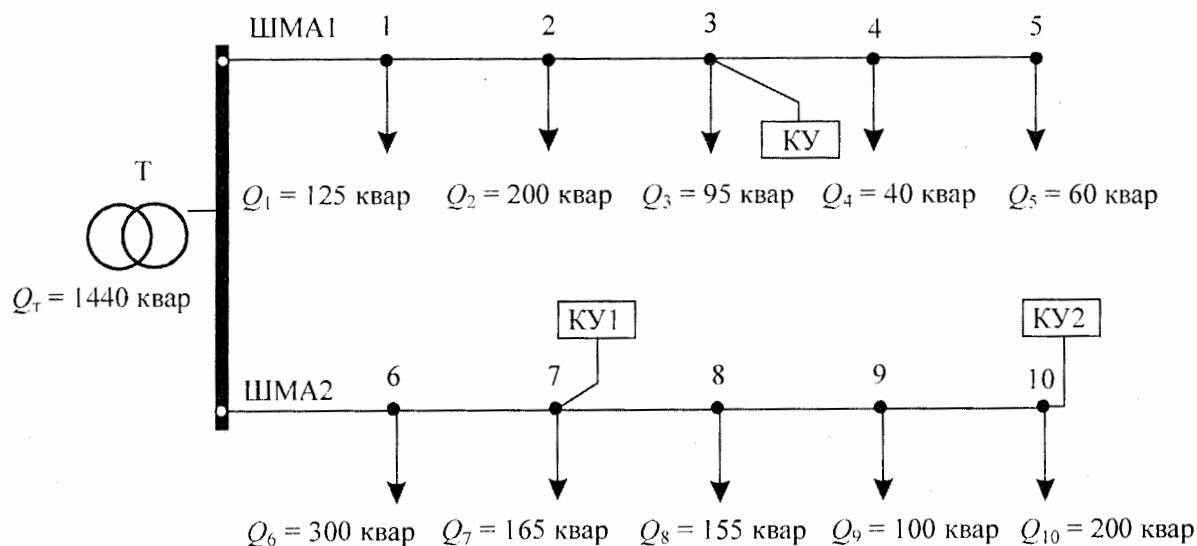 ШМА1 1 2 3 4 5
КУ
Т
Q₁ = 125 квар Q₂ = 200 квар Q₃ = 95 квар Q₄ = 40 квар Q₅ = 60 квар
Qт = 1440 квар
КУ1 КУ2
ШМА2 6 7 8 9 10
Q₆ = 300 квар Q₇ = 165 квар Q₈ = 155 квар Q₉ = 100 квар Q₁₀ = 200 квар